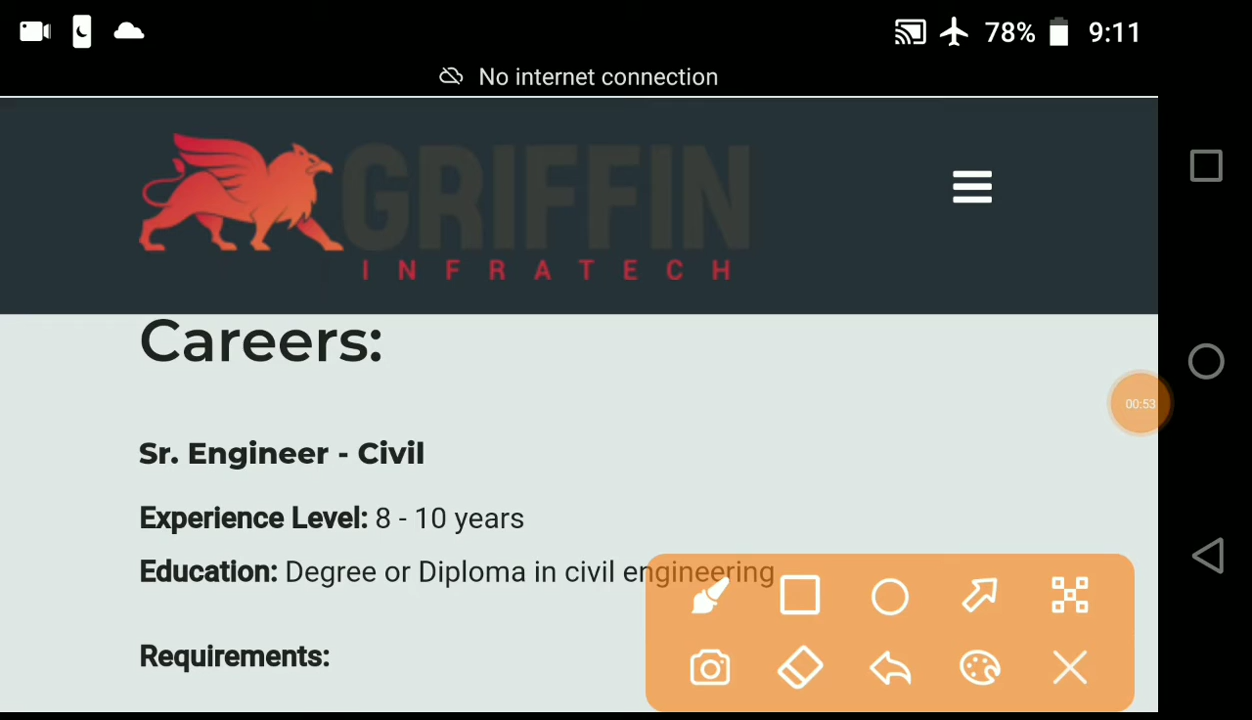 78% 9:11
No internet connection
GRIFFIN
INFRATECH
Careers:
00:53
Sr. Engineer - Civil
Experience Level: 8 - 10 years
Education: Degree or Diploma in civil engineering
Requirements: